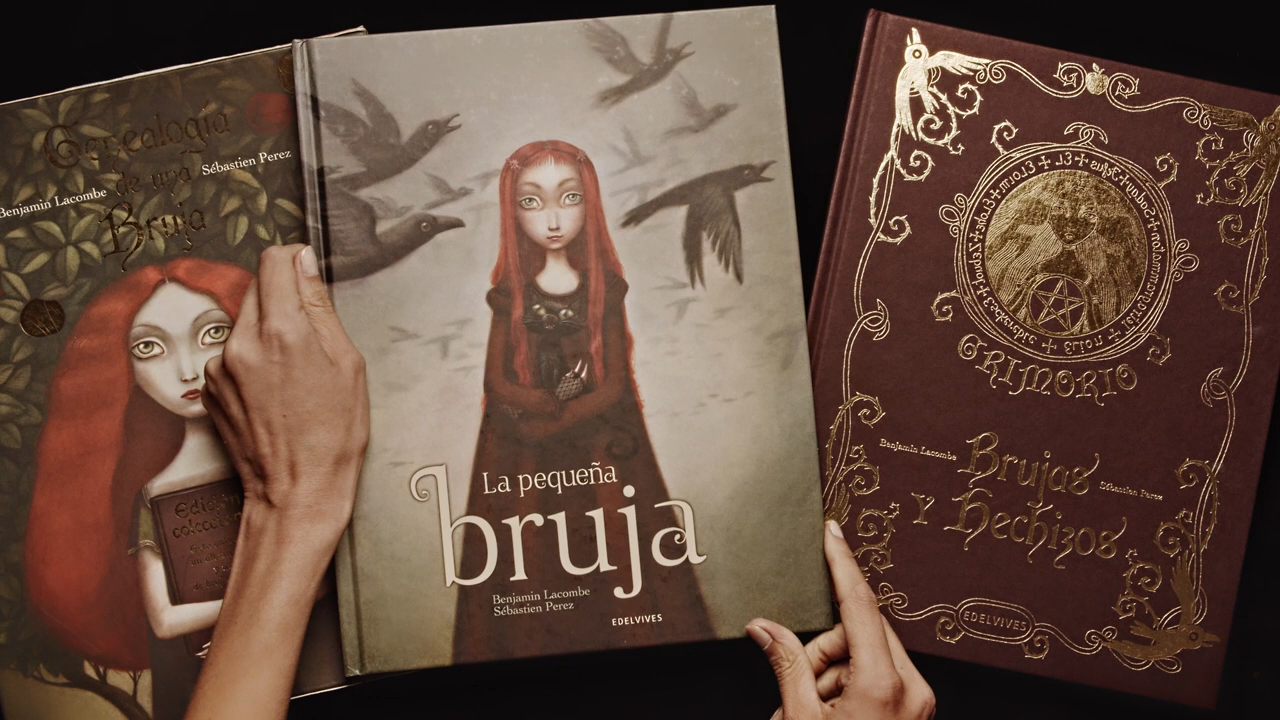 Genealogía
Benjamin Lacombe de una Sébastien Perez
Bruja
Edición
La pequeña
bruja
Benjamin Lacombe
Sébastien Perez
EDELVIVES
GRIMORIO
Benjamin Lacombe Brujas Sébastien Perez
y Hechizos
EDELVIVES